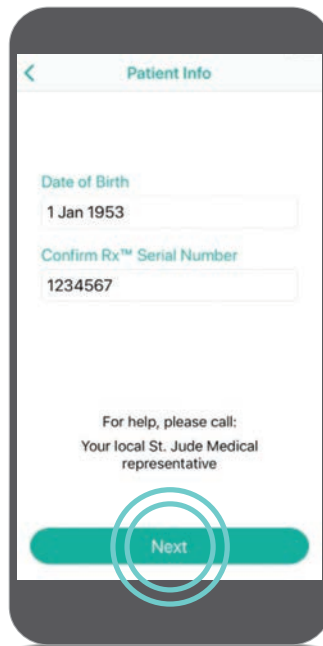 Patient Info
Date of Birth
1 Jan 1953
Confirm Rx™ Serial Number
1234567
For help, please call:
Your local St. Jude Medical
representative
Next